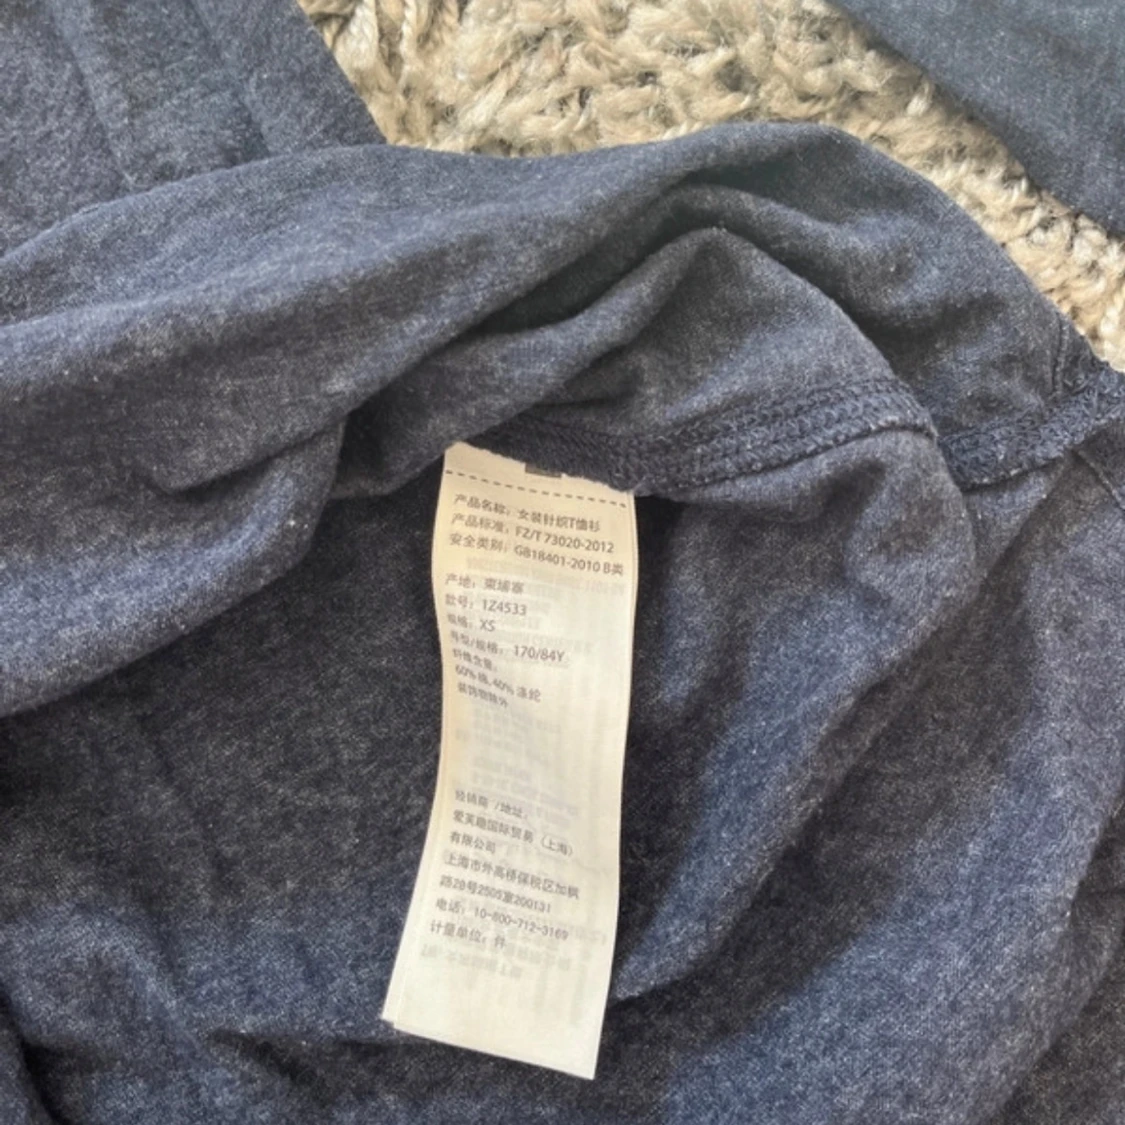 产品名称：女装针织T恤衫
产品标准：FZ/T 73020-2012
安全类别：GB18401-2010 B类
产地：柬埔寨
款号：1Z4533
规格：XS
号型/规格：170/84Y
纤维含量：
60% 棉, 40% 涤纶
装饰物除外
经销商 /地址：
爱芙趣国际贸易（上海）
有限公司
上海市外高桥保税区加枫
路28号2505室200131
电话：10-800-712-3169
计量单位：件